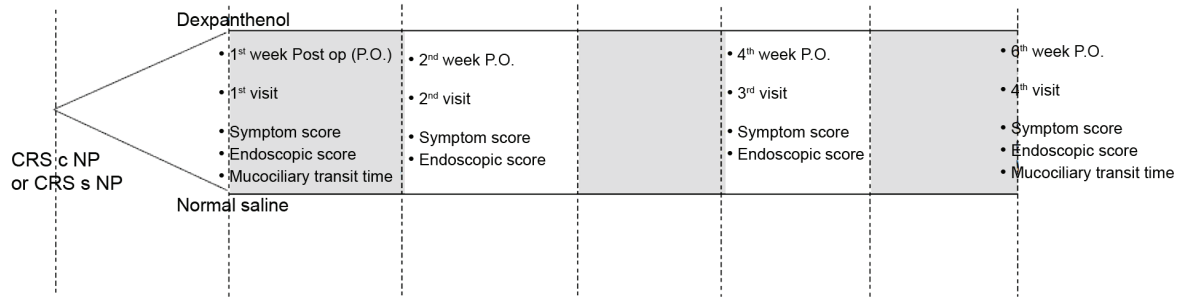 Dexpanthenol
• 1st week Post op (P.O.)
• 1st visit
• Symptom score
• Endoscopic score
• Mucociliary transit time
• 2nd week P.O.
• 2nd visit
• Symptom score
• Endoscopic score
• 4th week P.O.
• 3rd visit
• Symptom score
• Endoscopic score
• 6th week P.O.
• 4th visit
• Symptom score
• Endoscopic score
• Mucociliary transit time
CRS c NP
or CRS s NP
Normal saline